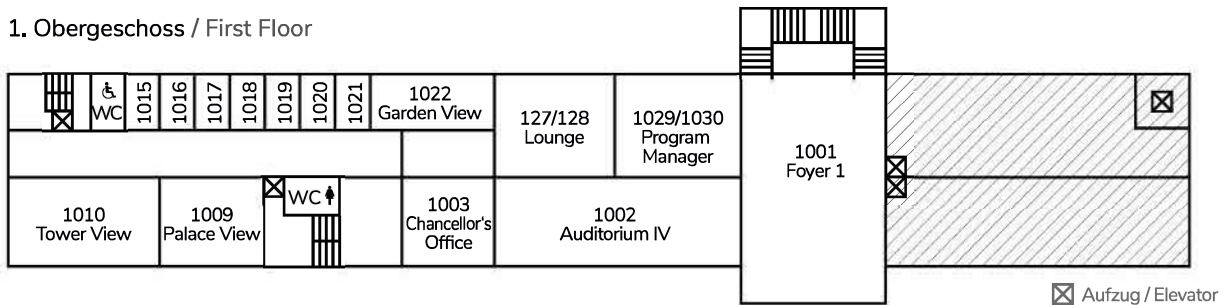 1. Obergeschoss / First Floor
WC
1015
1016
1017
1018
1019
1020
1021
1022
Garden View
127/128
Lounge
1029/1030
Program
Manager
1001
Foyer 1
1010
Tower View
1009
Palace View
WC
1003
Chancellor's
Office
1002
Auditorium IV
Aufzug / Elevator